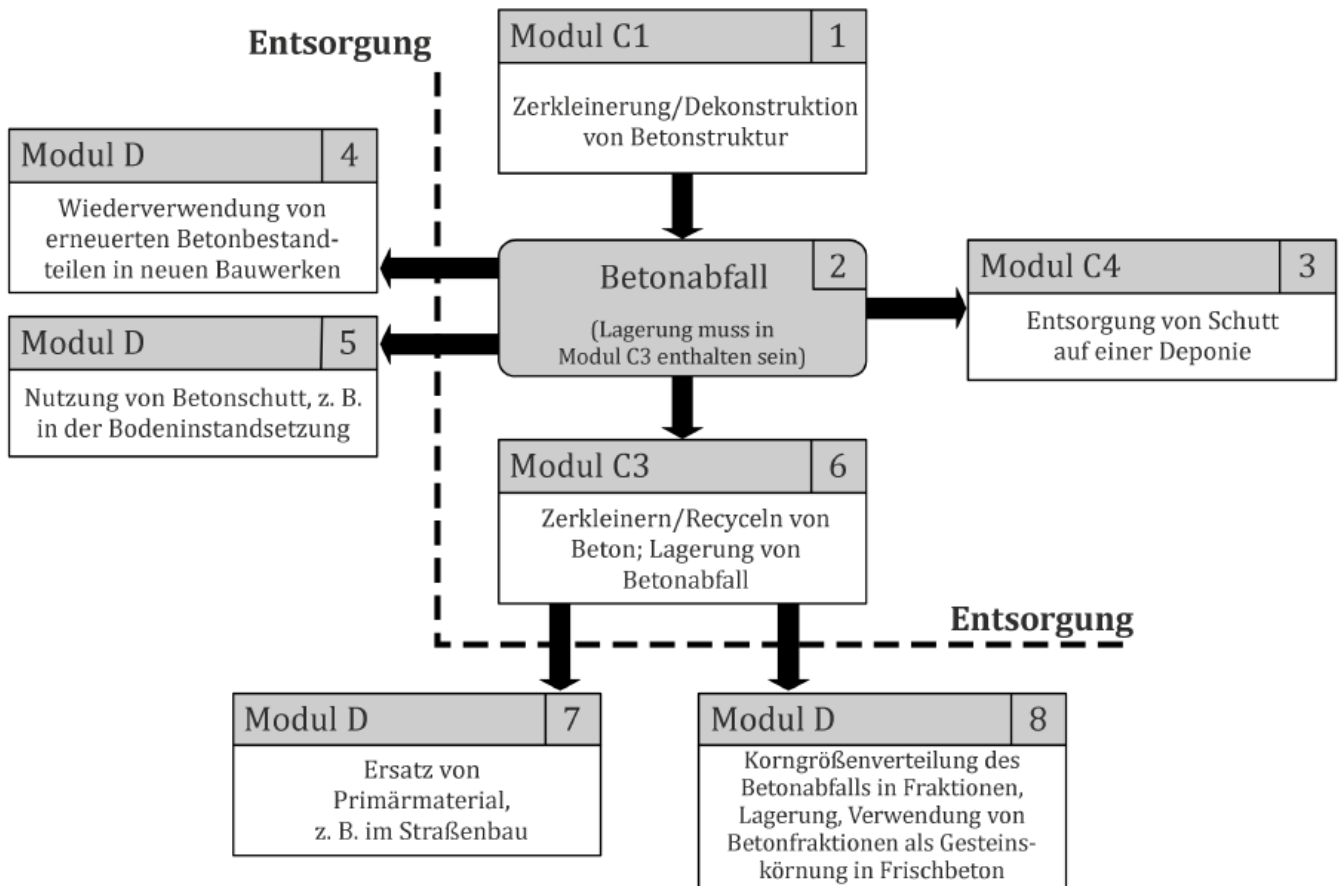 Entsorgung
Modul C1 1
Zerkleinerung/Dekonstruktion
von Betonstruktur
Modul D 4
Wiederverwendung von
erneuerten Betonbestand-
teilen in neuen Bauwerken
Betonabfall 2
(Lagerung muss in
Modul C3 enthalten sein)
Modul C4 3
Entsorgung von Schutt
auf einer Deponie
Modul D 5
Nutzung von Betonschutt, z. B.
in der Bodeninstandsetzung
Modul C3 6
Zerkleinern/Recyceln von
Beton; Lagerung von
Betonabfall
Entsorgung
Modul D 7
Ersatz von
Primärmaterial,
z. B. im Straßenbau
Modul D 8
Korngrößenverteilung des
Betonabfalls in Fraktionen,
Lagerung, Verwendung von
Betonfraktionen als Gesteins-
körnung in Frischbeton